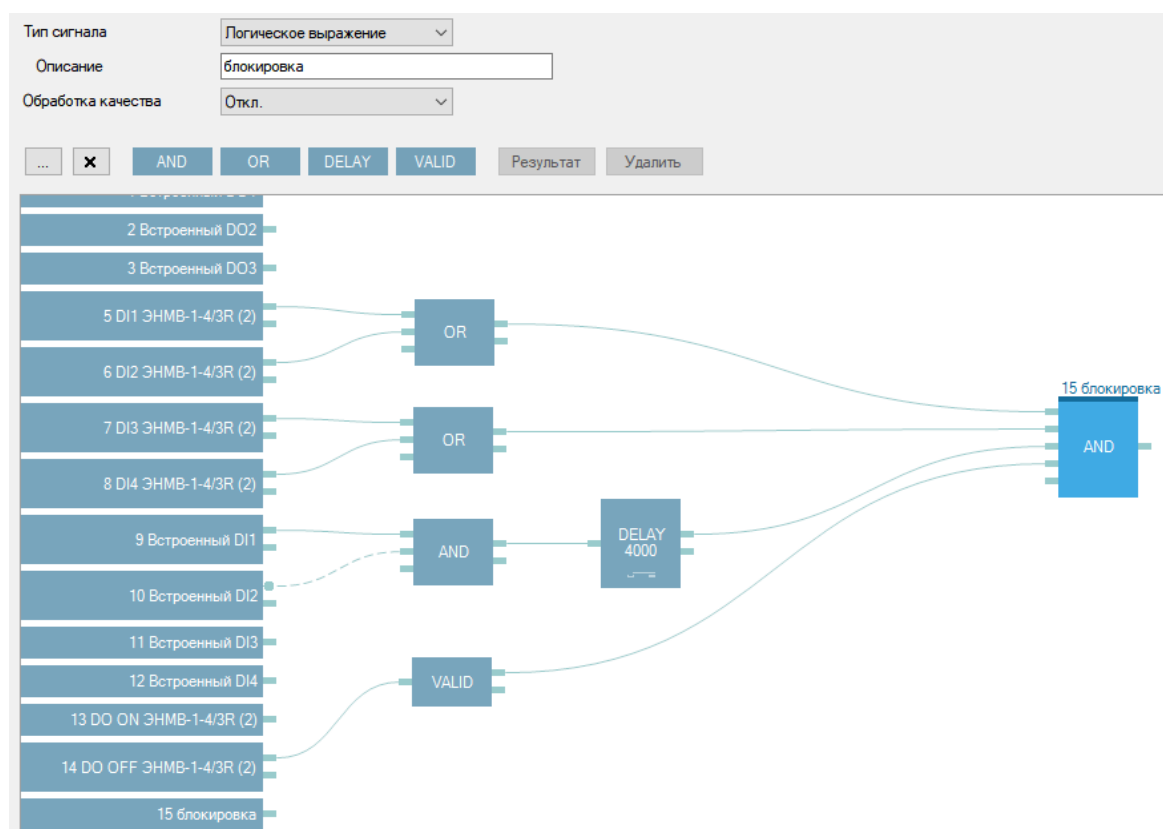 Тип сигнала
Логическое выражение
Описание
блокировка
Обработка качества
Откл.
...
AND
OR
DELAY
VALID
Результат
Удалить
2 Встроенный DO2
3 Встроенный DO3
5 DI1 ЭНМВ-1-4/3R (2)
OR
6 DI2 ЭНМВ-1-4/3R (2)
15 блокировка
7 DI3 ЭНМВ-1-4/3R (2)
OR
AND
8 DI4 ЭНМВ-1-4/3R (2)
9 Встроенный DI1
AND
DELAY
4000
10 Встроенный DI2
11 Встроенный DI3
12 Встроенный DI4
VALID
13 DO ON ЭНМВ-1-4/3R (2)
14 DO OFF ЭНМВ-1-4/3R (2)
15 блокировка